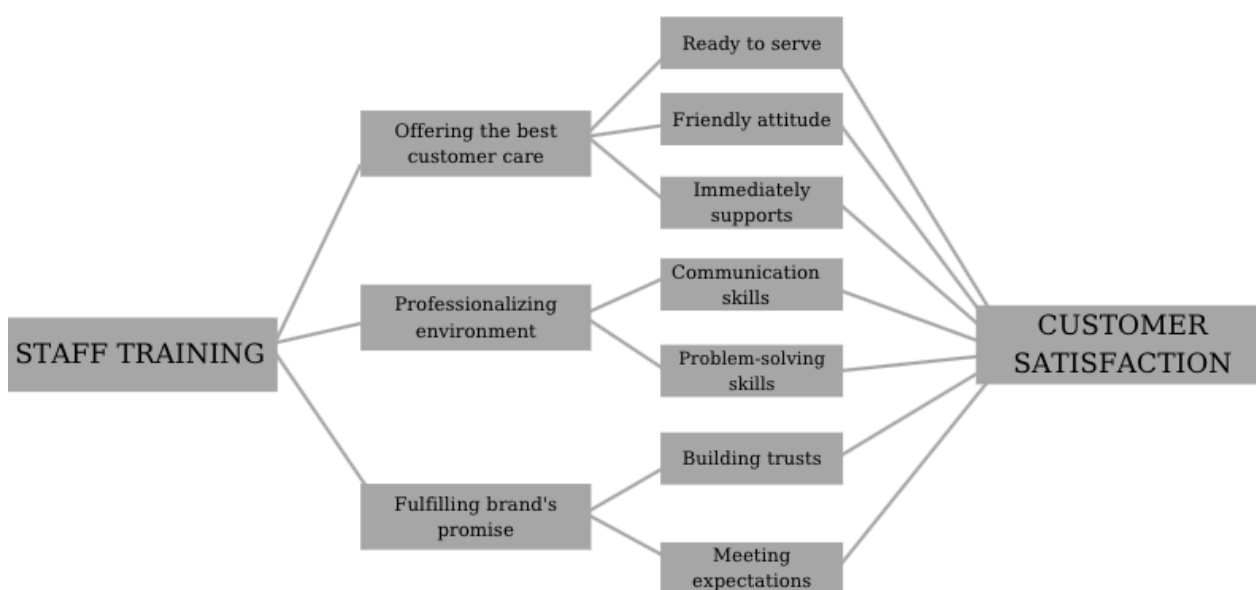 STAFF TRAINING
Offering the best
customer care
Professionalizing
environment
Fulfilling brand's
promise
Ready to serve
Friendly attitude
Immediately
supports
Communication
skills
Problem-solving
skills
Building trusts
Meeting
expectations
CUSTOMER
SATISFACTION